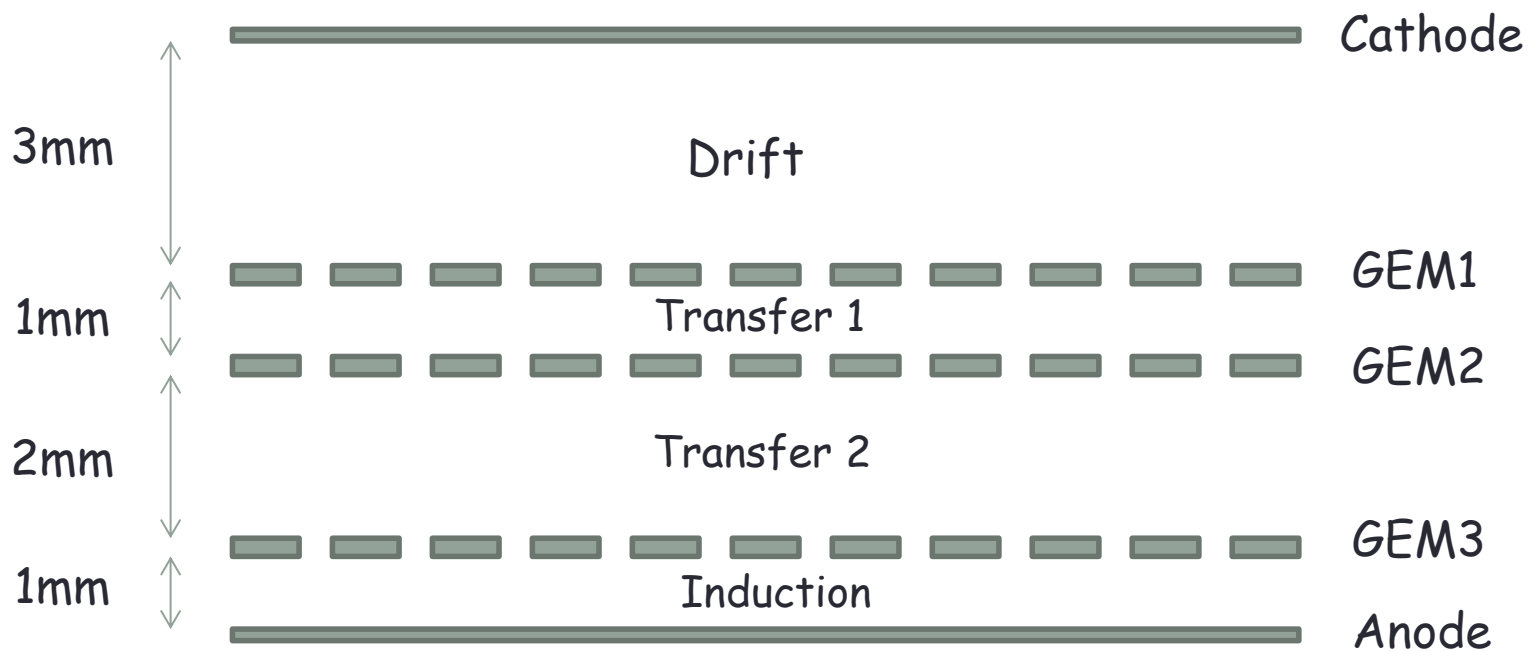 Cathode
3mm
Drift
GEM1
1mm
Transfer 1
GEM2
2mm
Transfer 2
GEM3
1mm
Induction
Anode